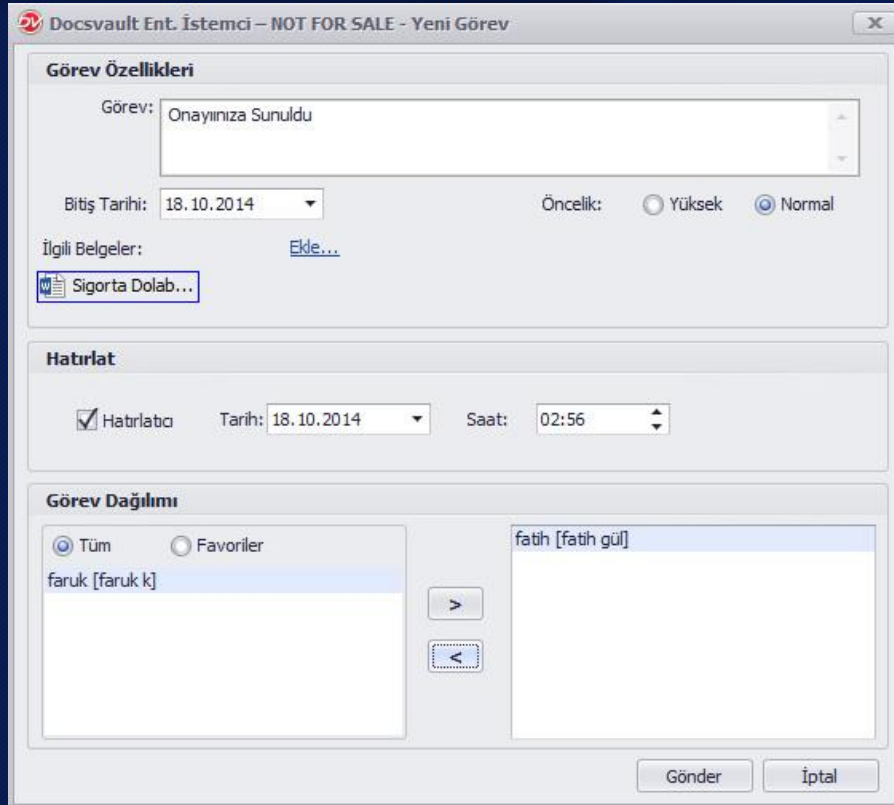 Docsvault Ent. İstemci – NOT FOR SALE - Yeni Görev
Görev Özellikleri
Görev: Onayıınıza Sunuldu
Bitiş Tarihi: 18.10.2014 Öncelik: Yüksek Normal
İlgili Belgeler: Ekle...
Sigorta Dolab...
Hatırlat
Hatırlatıcı Tarih: 18.10.2014 Saat: 02:56
Görev Dağılımı
Tüm Favoriler
faruk [faruk k]
fatih [fatih gül]
>
<
Gönder İptal